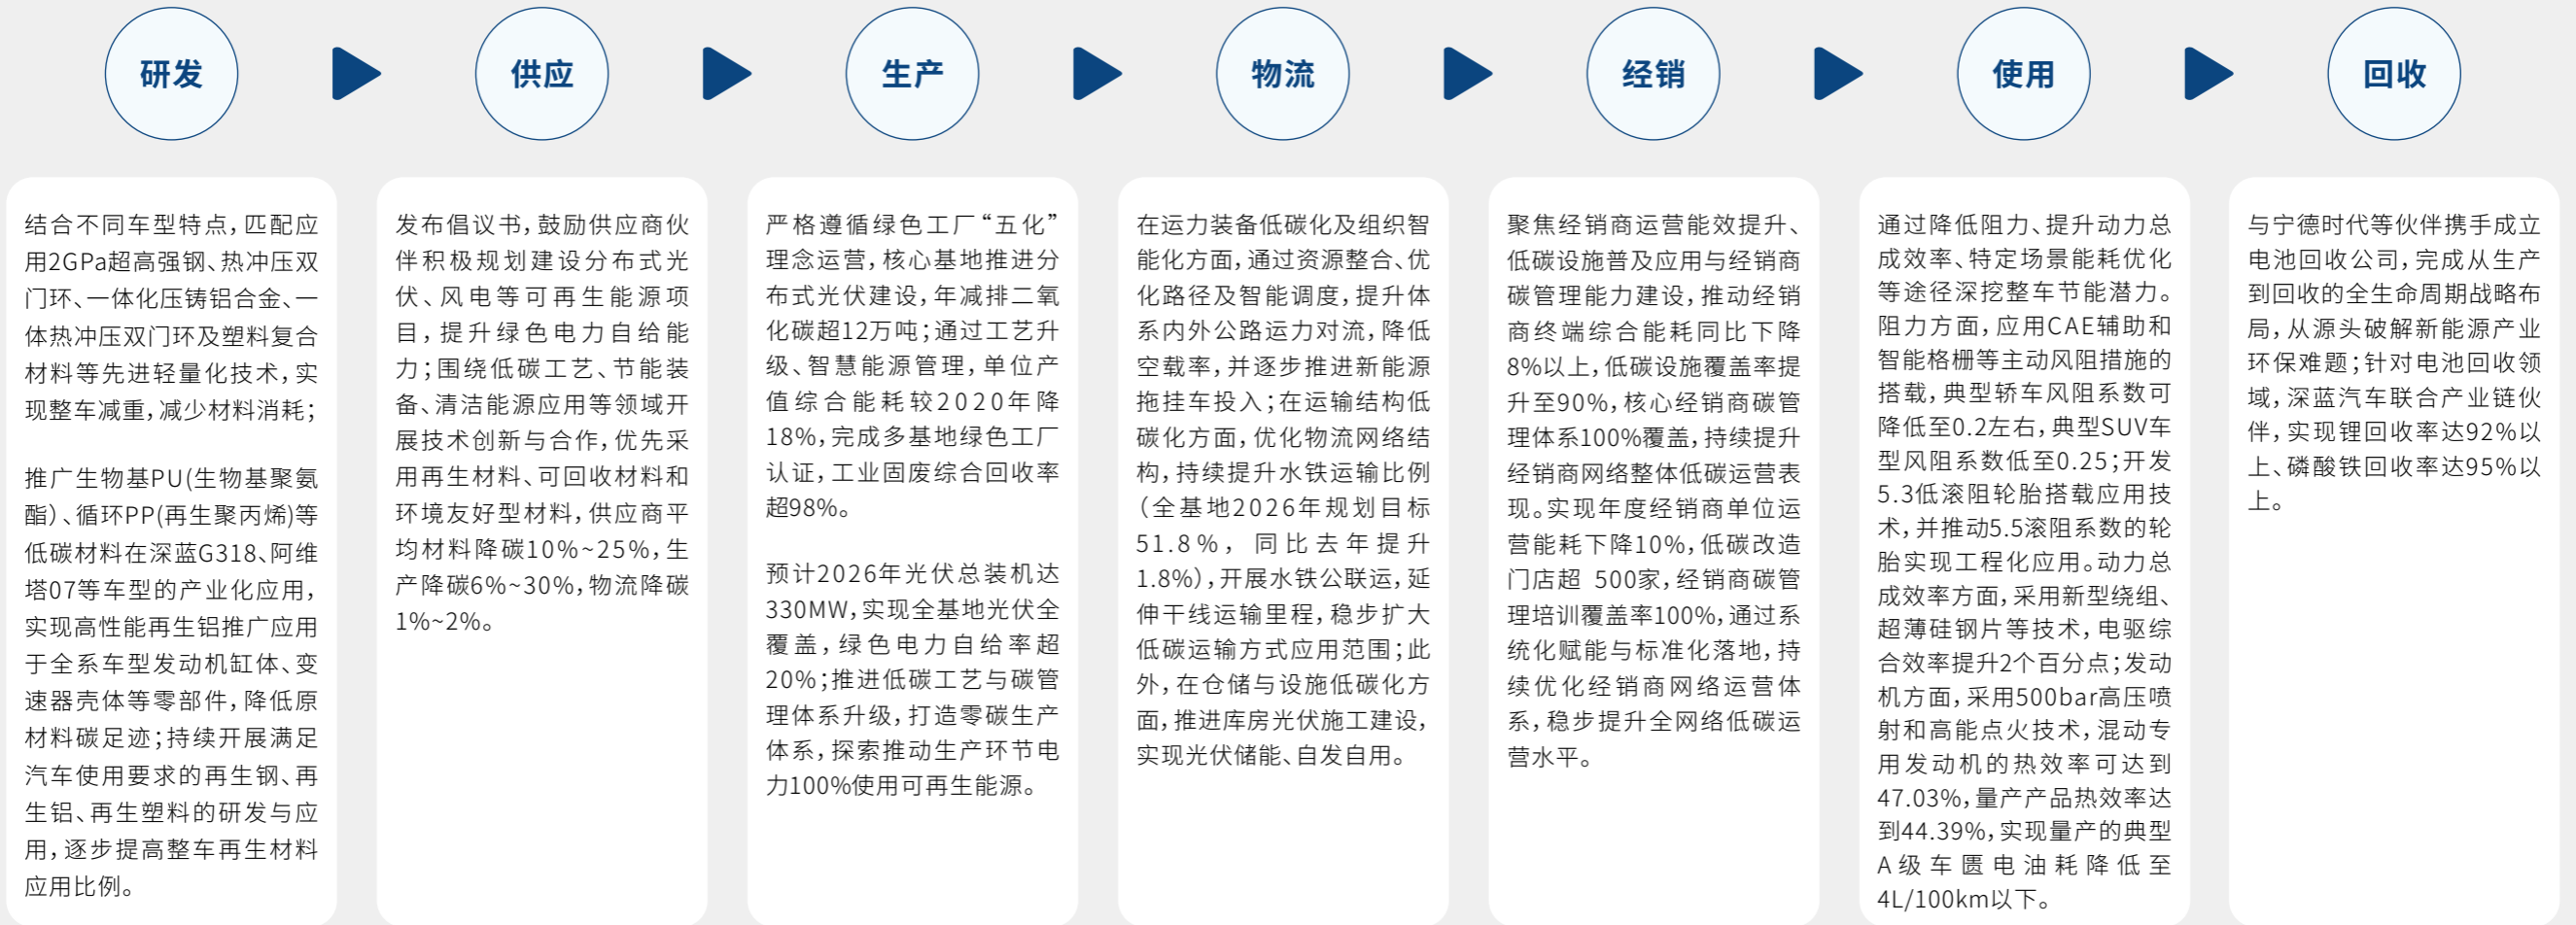 研发
供应
生产
物流
经销
使用
回收
结合不同车型特点，匹配应
用2GPa超高强钢、热冲压双
门环、一体化压铸铝合金、一
体热冲压双门环及塑料复合
材料等先进轻量化技术，实
现整车减重，减少材料消耗；
推广生物基PU(生物基聚氨
酯）、循环PP(再生聚丙烯)等
低碳材料在深蓝G318、阿维
塔07等车型的产业化应用，
实现高性能再生铝推广应用
于全系车型发动机缸体、变
速器壳体等零部件，降低原
材料碳足迹；持续开展满足
汽车使用要求的再生钢、再
生铝、再生塑料的研发与应
用，逐步提高整车再生材料
应用比例。
发布倡议书，鼓励供应商伙
伴积极规划建设分布式光
伏、风电等可再生能源项
目，提升绿色电力自给能
力；围绕低碳工艺、节能装
备、清洁能源应用等领域开
展技术创新与合作，优先采
用再生材料、可回收材料和
环境友好型材料，供应商平
均材料降碳10%~25%，生
产降碳6%~30%，物流降碳
1%~2%。
严格遵循绿色工厂“五化”
理念运营，核心基地推进分
布式光伏建设，年减排二氧
化碳超12万吨；通过工艺升
级、智慧能源管理，单位产
值综合能耗较2020年降
18%，完成多基地绿色工厂
认证，工业固废综合回收率
超98%。
预计2026年光伏总装机达
330MW，实现全基地光伏全
覆盖，绿色电力自给率超
20%；推进低碳工艺与碳管
理体系升级，打造零碳生产
体系，探索推动生产环节电
力100%使用可再生能源。
在运力装备低碳化及组织智
能化方面，通过资源整合、优
化路径及智能调度，提升体
系内外公路运力对流，降低
空载率，并逐步推进新能源
拖挂车投入；在运输结构低
碳化方面，优化物流网络结
构，持续提升水铁运输比例
（全基地2026年规划目标
51.8%，同比去年提升
1.8%），开展水铁公联运，延
伸干线运输里程，稳步扩大
低碳运输方式应用范围；此
外，在仓储与设施低碳化方
面，推进库房光伏施工建设，
实现光伏储能、自发自用。
聚焦经销商运营能效提升、
低碳设施普及应用与经销商
碳管理能力建设，推动经销
商终端综合能耗同比下降
8%以上，低碳设施覆盖率提
升至90%，核心经销商碳管
理体系100%覆盖，持续提升
经销商网络整体低碳运营表
现。实现年度经销商单位运
营能耗下降10%，低碳改造
门店超 500家，经销商碳管
理培训覆盖率100%，通过系
统化赋能与标准化落地，持
续优化经销商网络运营体
系，稳步提升全网络低碳运
营水平。
通过降低阻力、提升动力总
成效率、特定场景能耗优化
等途径深挖整车节能潜力。
阻力方面，应用CAE辅助和
智能格栅等主动风阻措施的
搭载，典型轿车风阻系数可
降低至0.2左右，典型SUV车
型风阻系数低至0.25；开发
5.3低滚阻轮胎搭载应用技
术，并推动5.5滚阻系数的轮
胎实现工程化应用。动力总
成效率方面，采用新型绕组、
超薄硅钢片等技术，电驱综
合效率提升2个百分点；发动
机方面，采用500bar高压喷
射和高能点火技术，混动专
用发动机的热效率可达到
47.03%，量产产品热效率达
到44.39%，实现量产的典型
A级车匮电油耗降低至
4L/100km以下。
与宁德时代等伙伴携手成立
电池回收公司，完成从生产
到回收的全生命周期战略布
局，从源头破解新能源产业
环保难题；针对电池回收领
域，深蓝汽车联合产业链伙
伴，实现锂回收率达92%以
上、磷酸铁回收率达95%以
上。